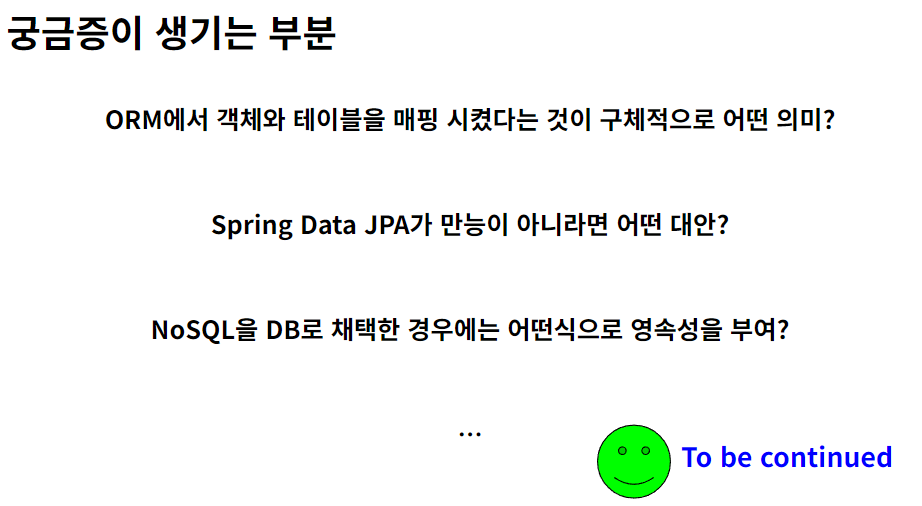 궁금증이 생기는 부분
ORM에서 객체와 테이블을 매핑 시켰다는 것이 구체적으로 어떤 의미?
Spring Data JPA가 만능이 아니라면 어떤 대안?
NoSQL을 DB로 채택한 경우에는 어떤식으로 영속성을 부여?
...
To be continued